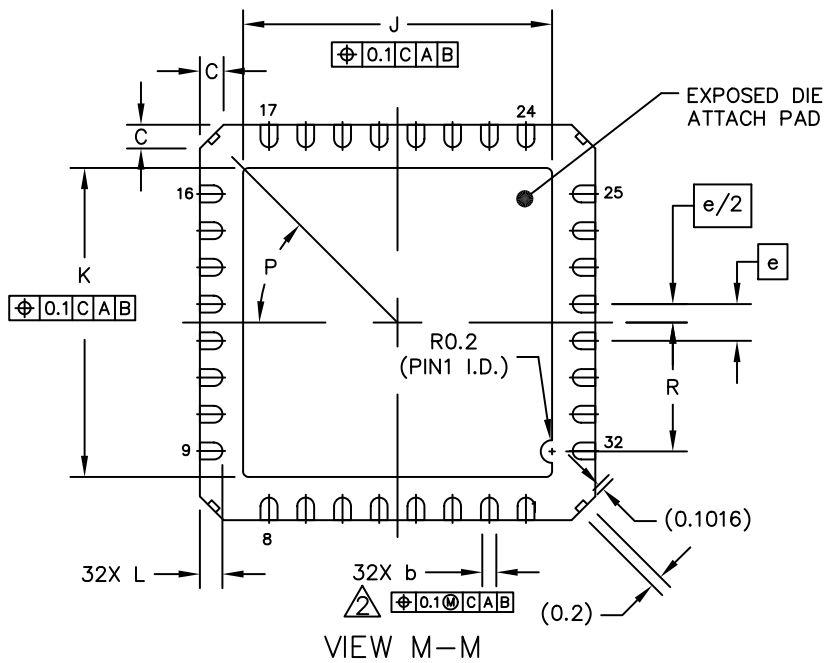 J
⌖ 0.1 C A B
C
17
24
EXPOSED DIE
ATTACH PAD
C
16
25
e/2
K
P
e
⌖ 0.1 C A B
R0.2
(PIN1 I.D.)
R
9
32
1
(0.1016)
8
32X L
32X b
2
⌖ 0.1 Ⓜ C A B
(0.2)
VIEW M-M